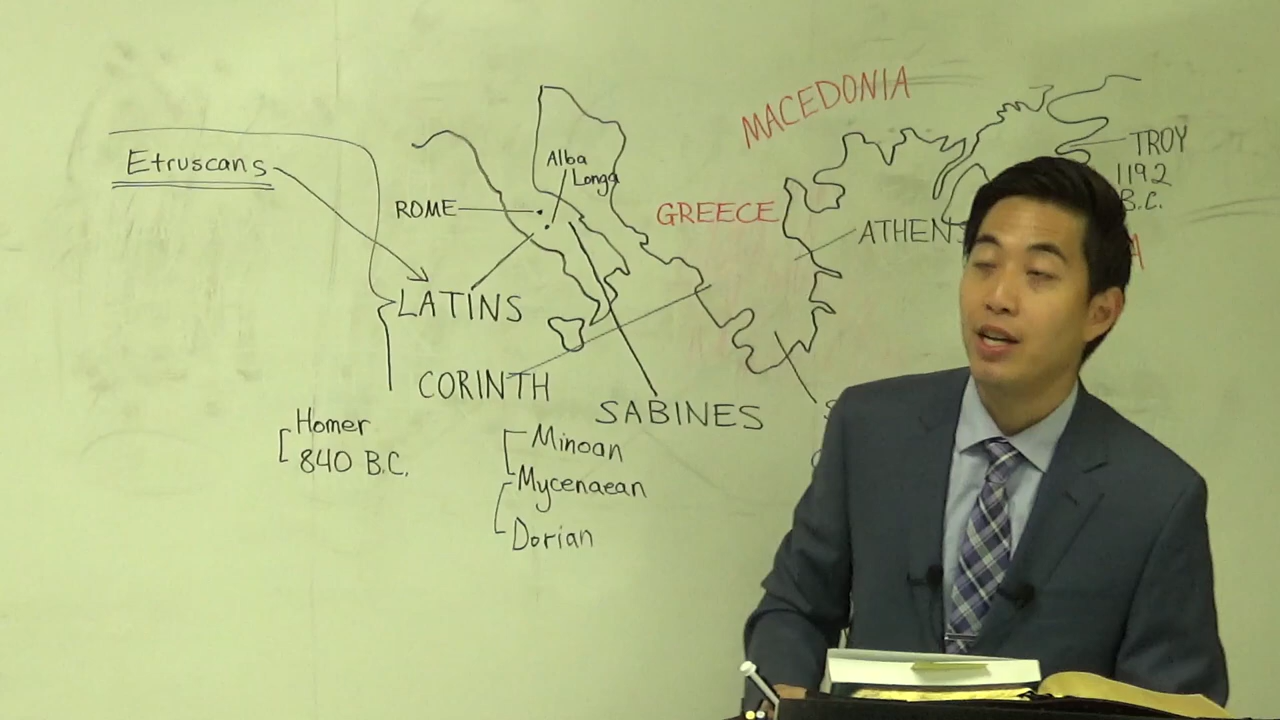 MACEDONIA
TROY
1192
B.C.
Etruscans
Alba
Longa
ROME
GREECE
ATHENS
LATINS
CORINTH
SABINES
Homer
840 B.C.
Minoan
Mycenaean
Dorian